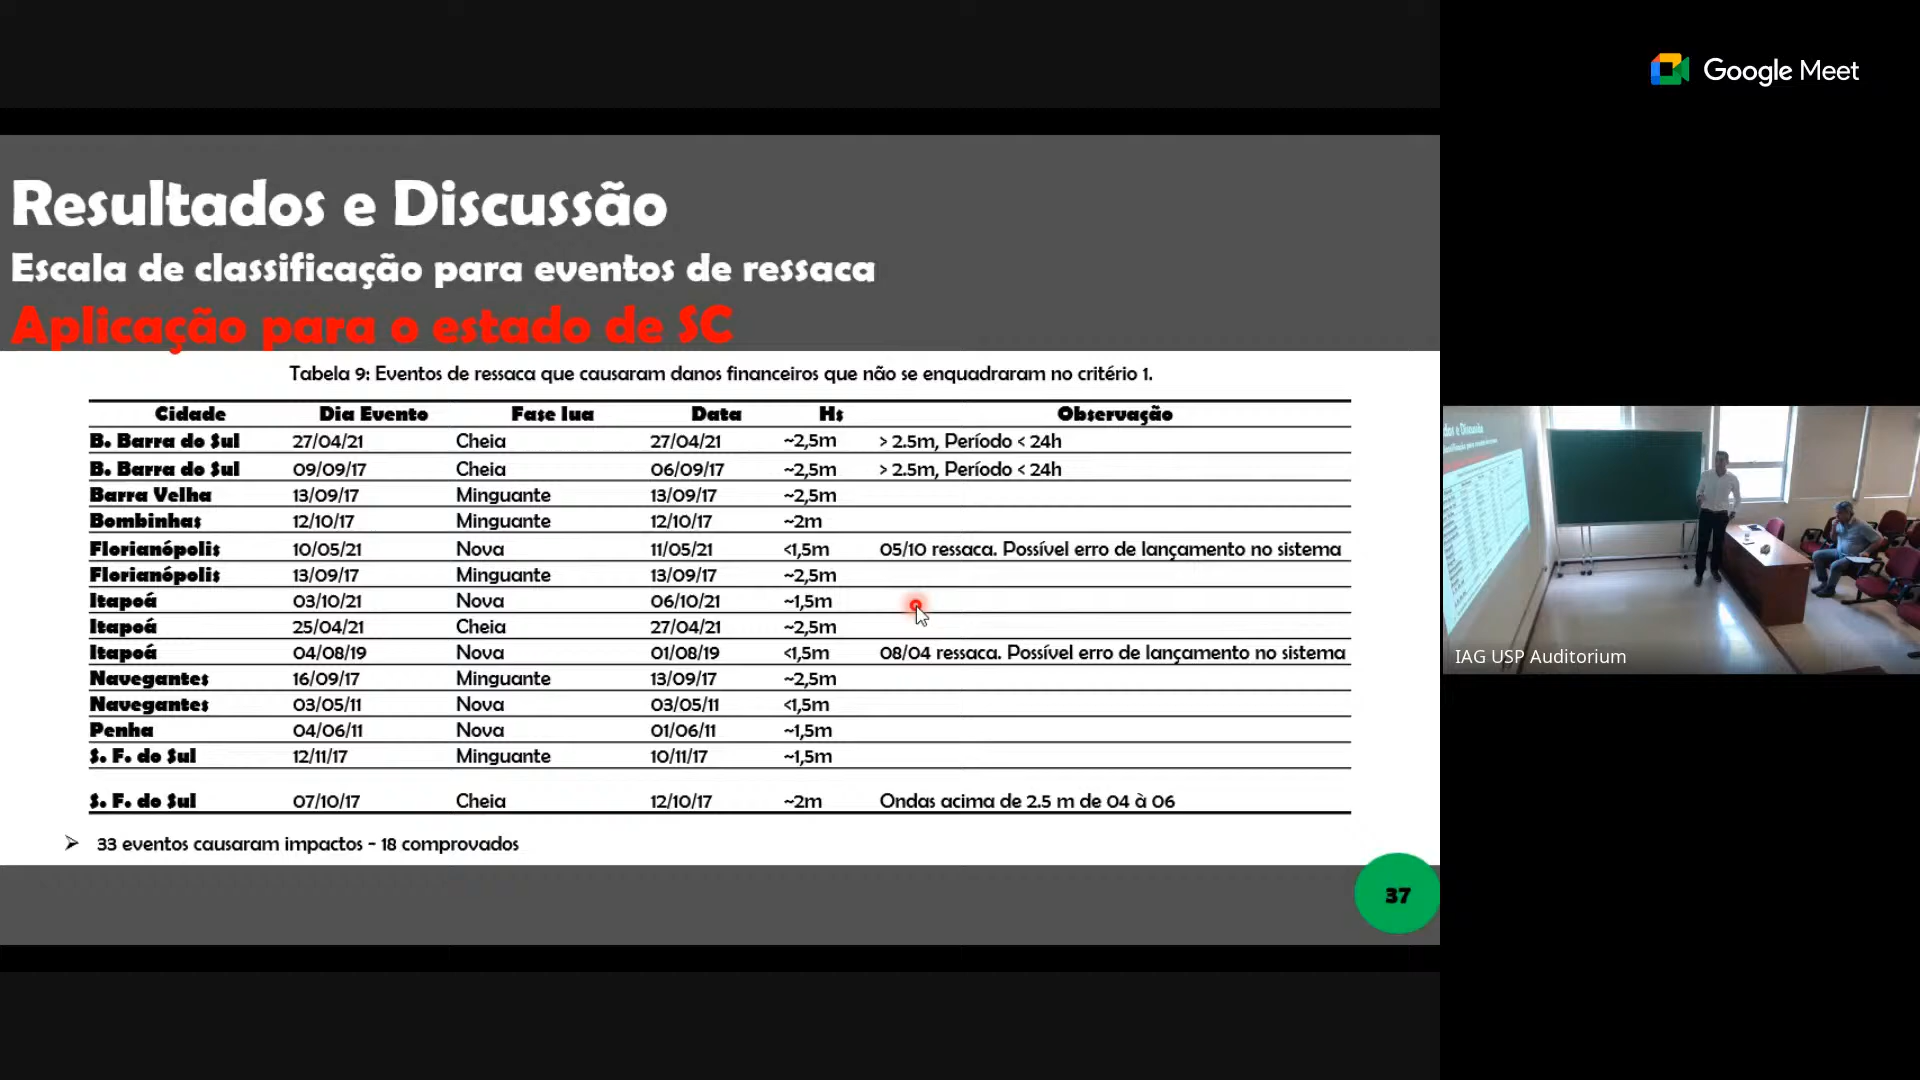 Google Meet
Resultados e Discussão
Escala de classificação para eventos de ressaca
Aplicação para o estado de SC
Tabela 9: Eventos de ressaca que causaram danos financeiros que não se enquadraram no critério 1.
Cidade Dia Evento Fase lua Data Hs Observação
B. Barra do Sul 27/04/21 Cheia 27/04/21 ~2,5m > 2.5m, Período < 24h
B. Barra do Sul 09/09/17 Cheia 06/09/17 ~2,5m > 2.5m, Período < 24h
Barra Velha 13/09/17 Minguante 13/09/17 ~2,5m
Bombinhas 12/10/17 Minguante 12/10/17 ~2m
Florianópolis 10/05/21 Nova 11/05/21 <1,5m 05/10 ressaca. Possível erro de lançamento no sistema
Florianópolis 13/09/17 Minguante 13/09/17 ~2,5m
Itapoá 03/10/21 Nova 06/10/21 ~1,5m
Itapoá 25/04/21 Cheia 27/04/21 ~2,5m
Itapoá 04/08/19 Nova 01/08/19 <1,5m 08/04 ressaca. Possível erro de lançamento no sistema
Navegantes 16/09/17 Minguante 13/09/17 ~2,5m
Navegantes 03/05/11 Nova 03/05/11 <1,5m
Penha 04/06/11 Nova 01/06/11 ~1,5m
S. F. do Sul 12/11/17 Minguante 10/11/17 ~1,5m
S. F. do Sul 07/10/17 Cheia 12/10/17 ~2m Ondas acima de 2.5 m de 04 à 06
➢ 33 eventos causaram impactos - 18 comprovados
37
IAG USP Auditorium